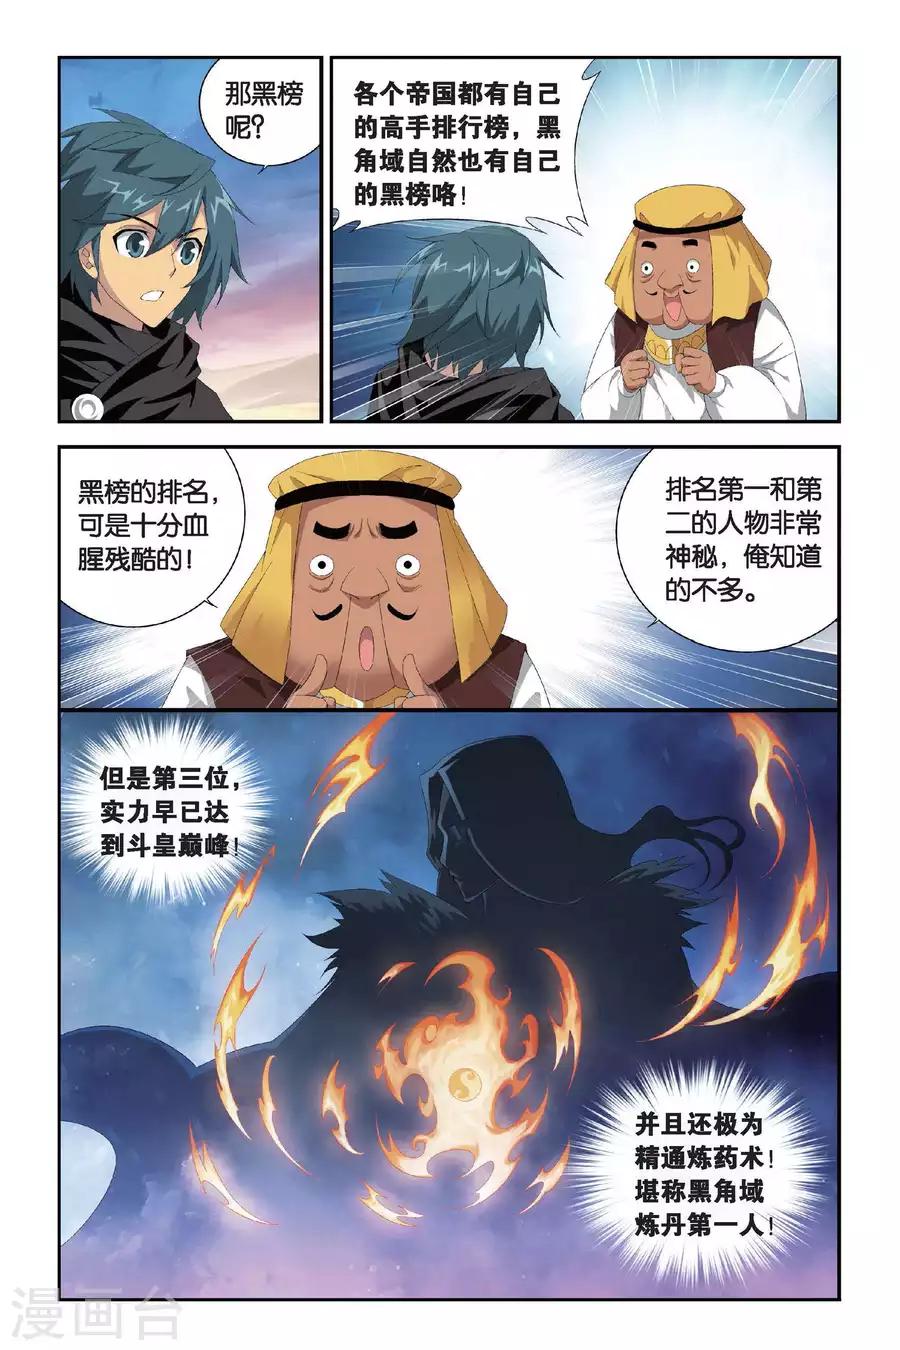 那黑榜
呢？
各个帝国都有自己
的高手排行榜，黑
角域自然也有自己
的黑榜咯！
黑榜的排名，
可是十分血
腥残酷的！
排名第一和第
二的人物非常
神秘，俺知道
的不多。
但是第三位，
实力早已达
到斗皇巅峰！
并且还极为
精通炼药术！
堪称黑角域
炼丹第一人！
漫画台